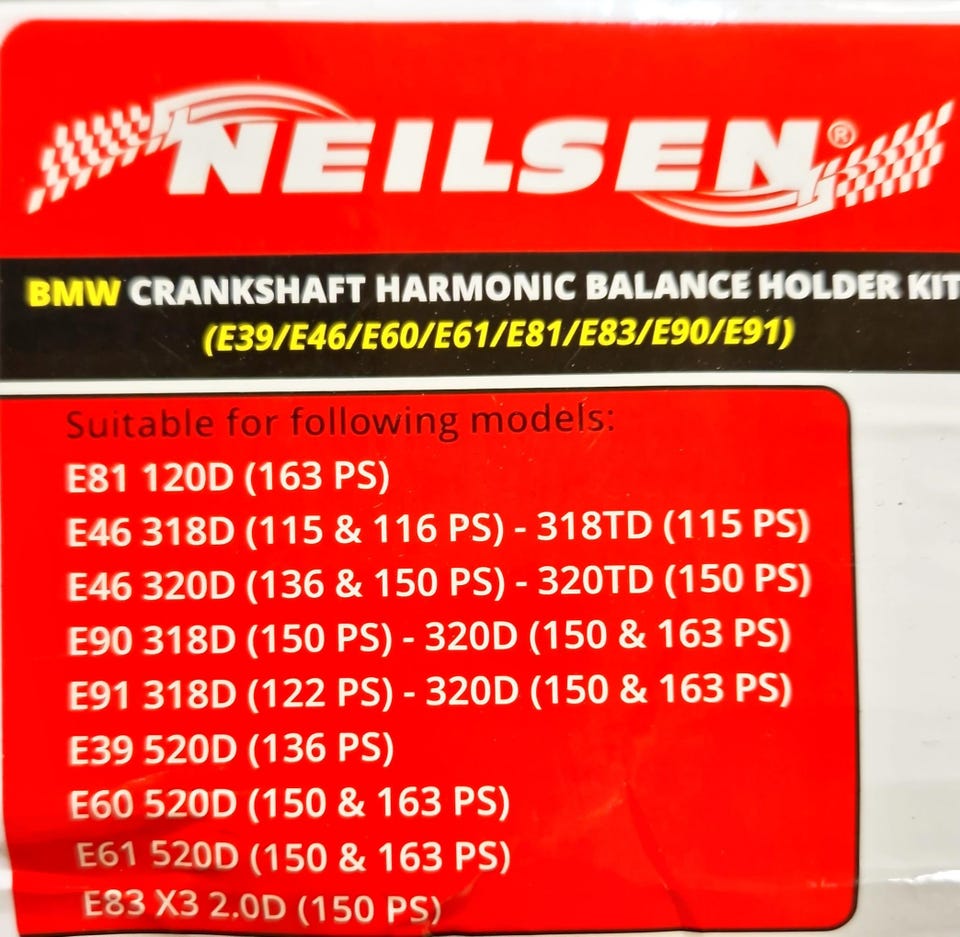 NEILSEN®
BMW CRANKSHAFT HARMONIC BALANCE HOLDER KIT
(E39/E46/E60/E61/E81/E83/E90/E91)
Suitable for following models:
E81 120D (163 PS)
E46 318D (115 & 116 PS) - 318TD (115 PS)
E46 320D (136 & 150 PS) - 320TD (150 PS)
E90 318D (150 PS) - 320D (150 & 163 PS)
E91 318D (122 PS) - 320D (150 & 163 PS)
E39 520D (136 PS)
E60 520D (150 & 163 PS)
E61 520D (150 & 163 PS)
E83 X3 2.0D (150 PS)